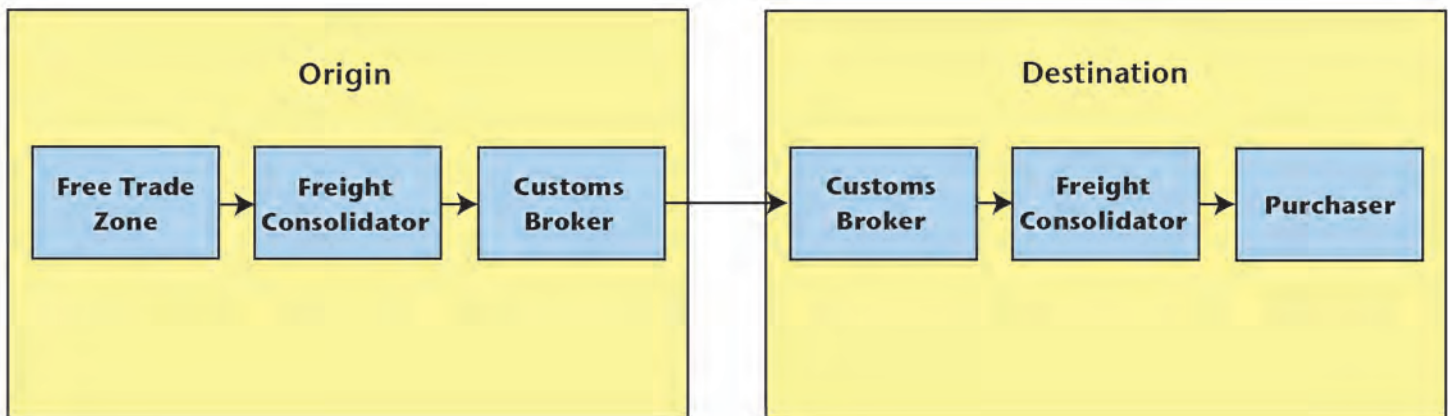 Origin
Free Trade
Zone
Freight
Consolidator
Customs
Broker
Destination
Customs
Broker
Freight
Consolidator
Purchaser